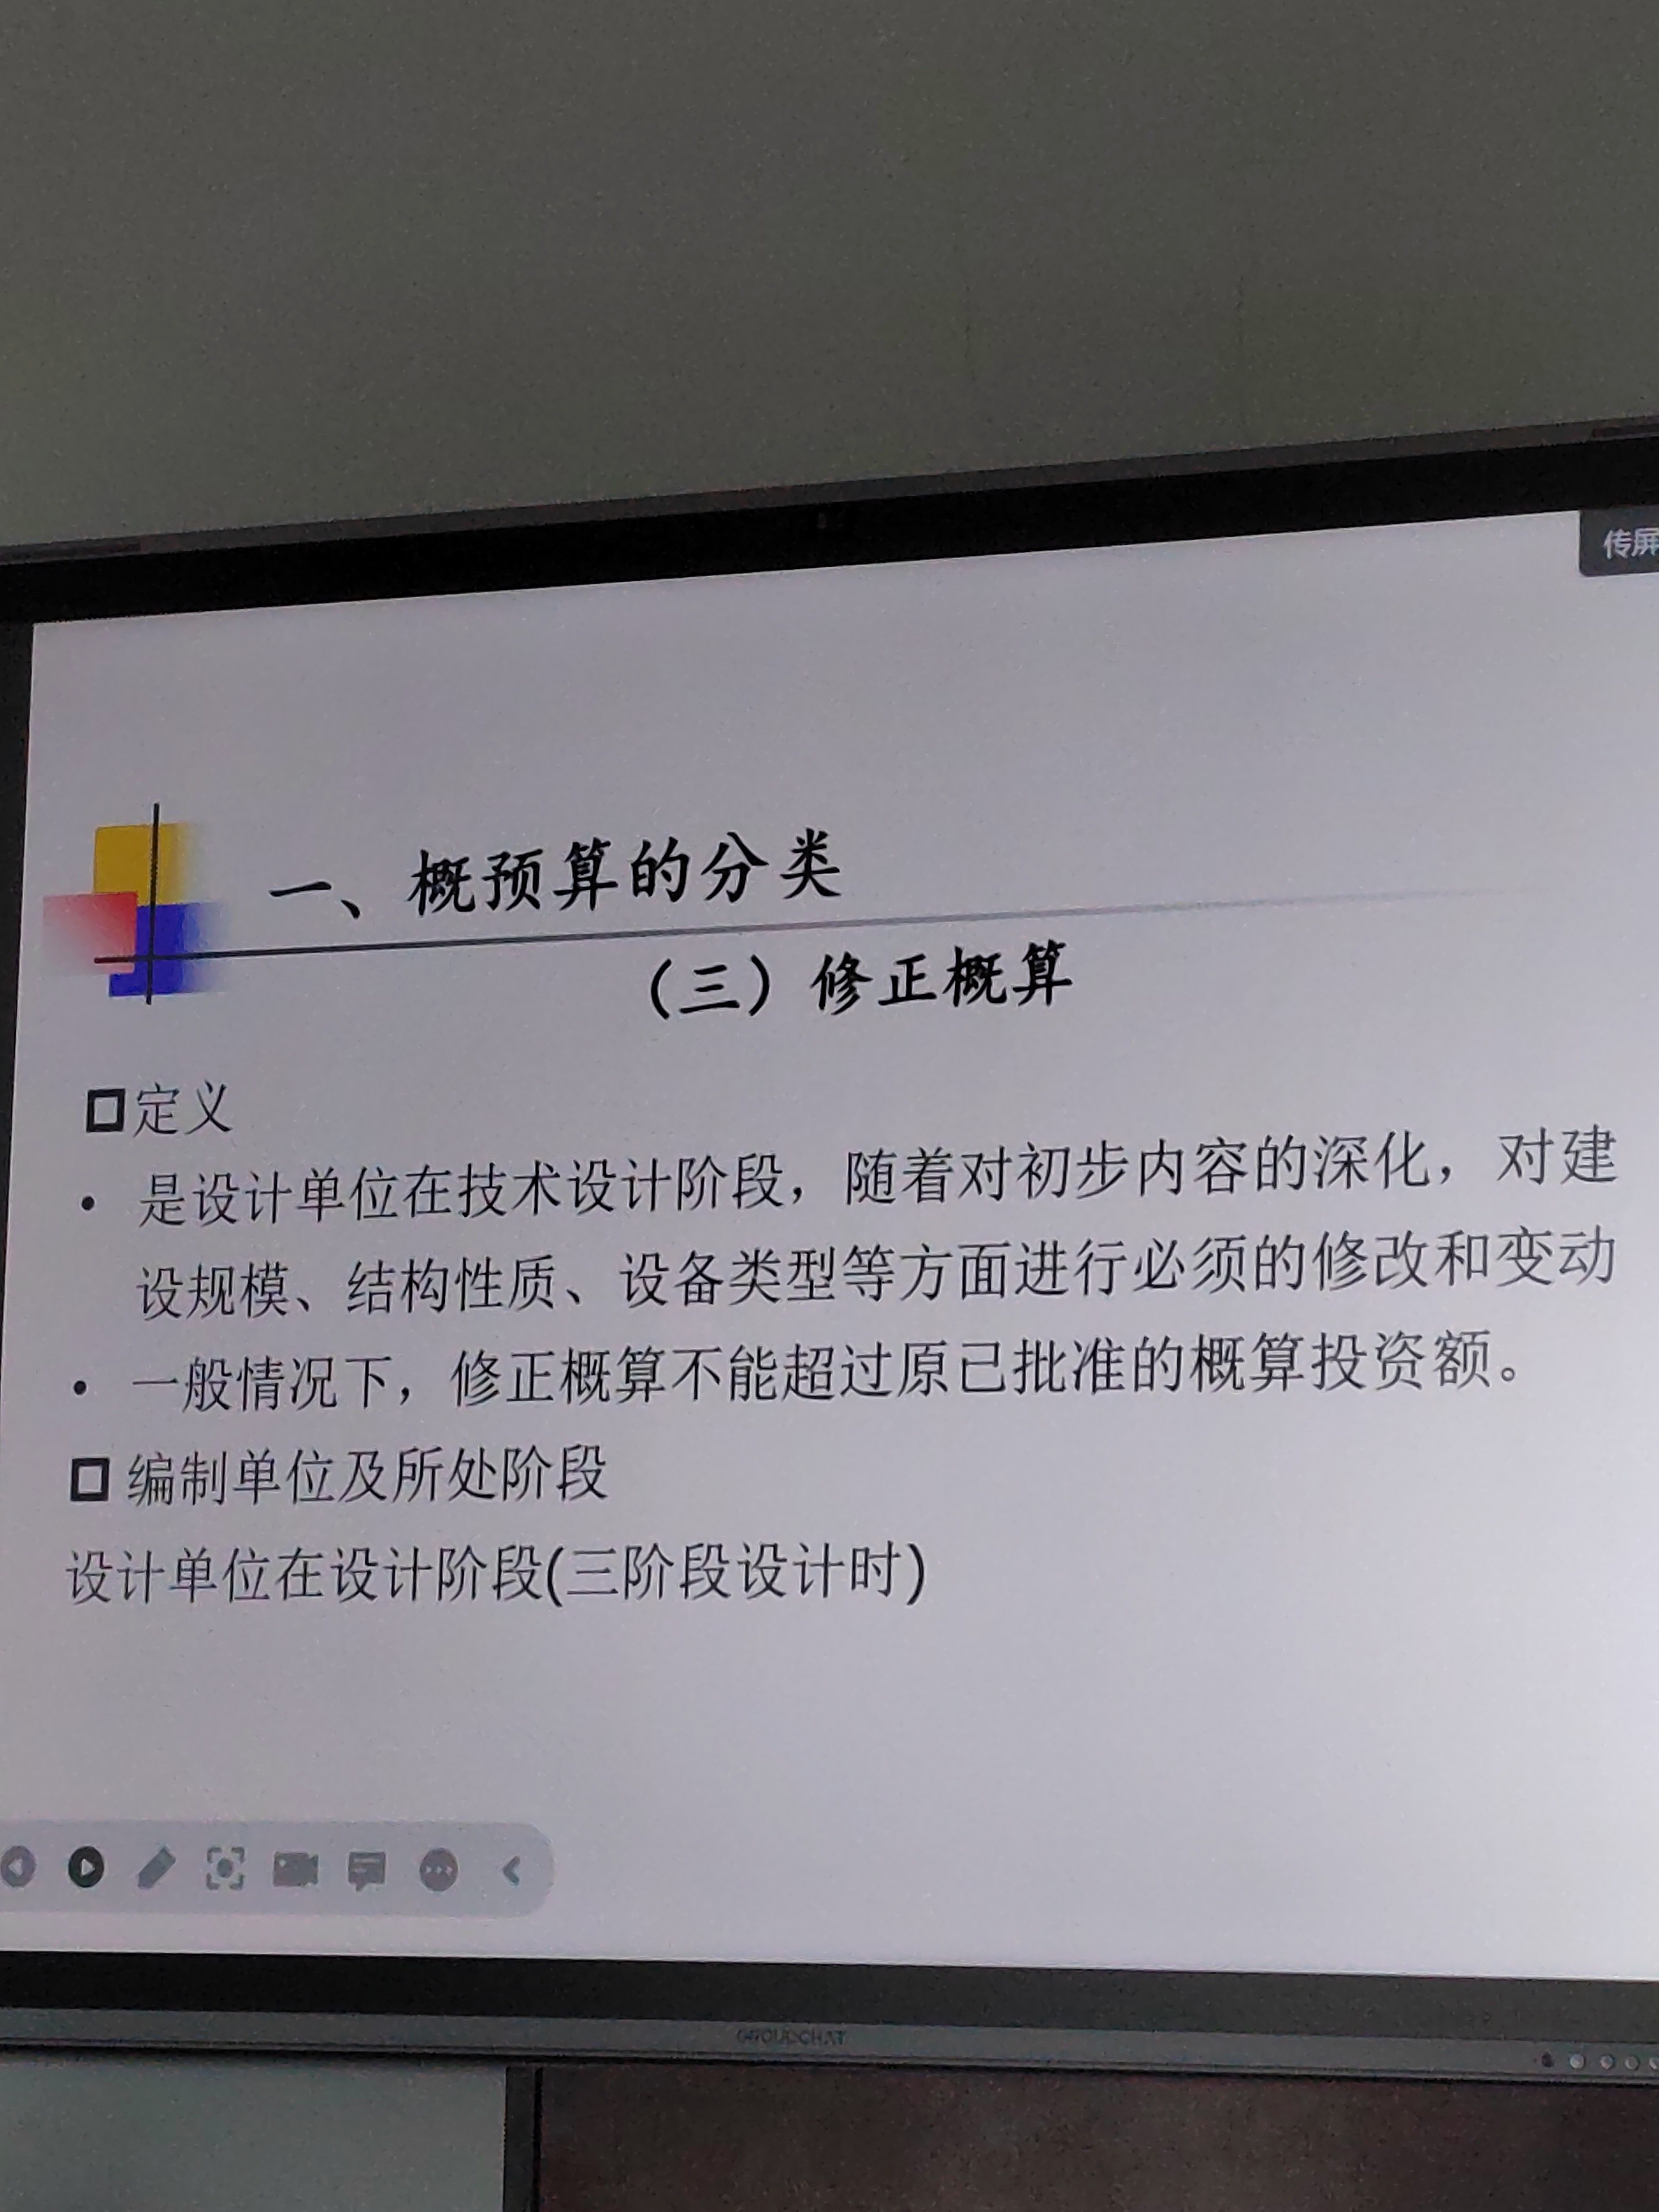 传屏
一、概预算的分类
（三）修正概算
定义
• 是设计单位在技术设计阶段，随着对初步内容的深化，对建
设规模、结构性质、设备类型等方面进行必须的修改和变动
• 一般情况下，修正概算不能超过原已批准的概算投资额。
编制单位及所处阶段
设计单位在设计阶段(三阶段设计时)